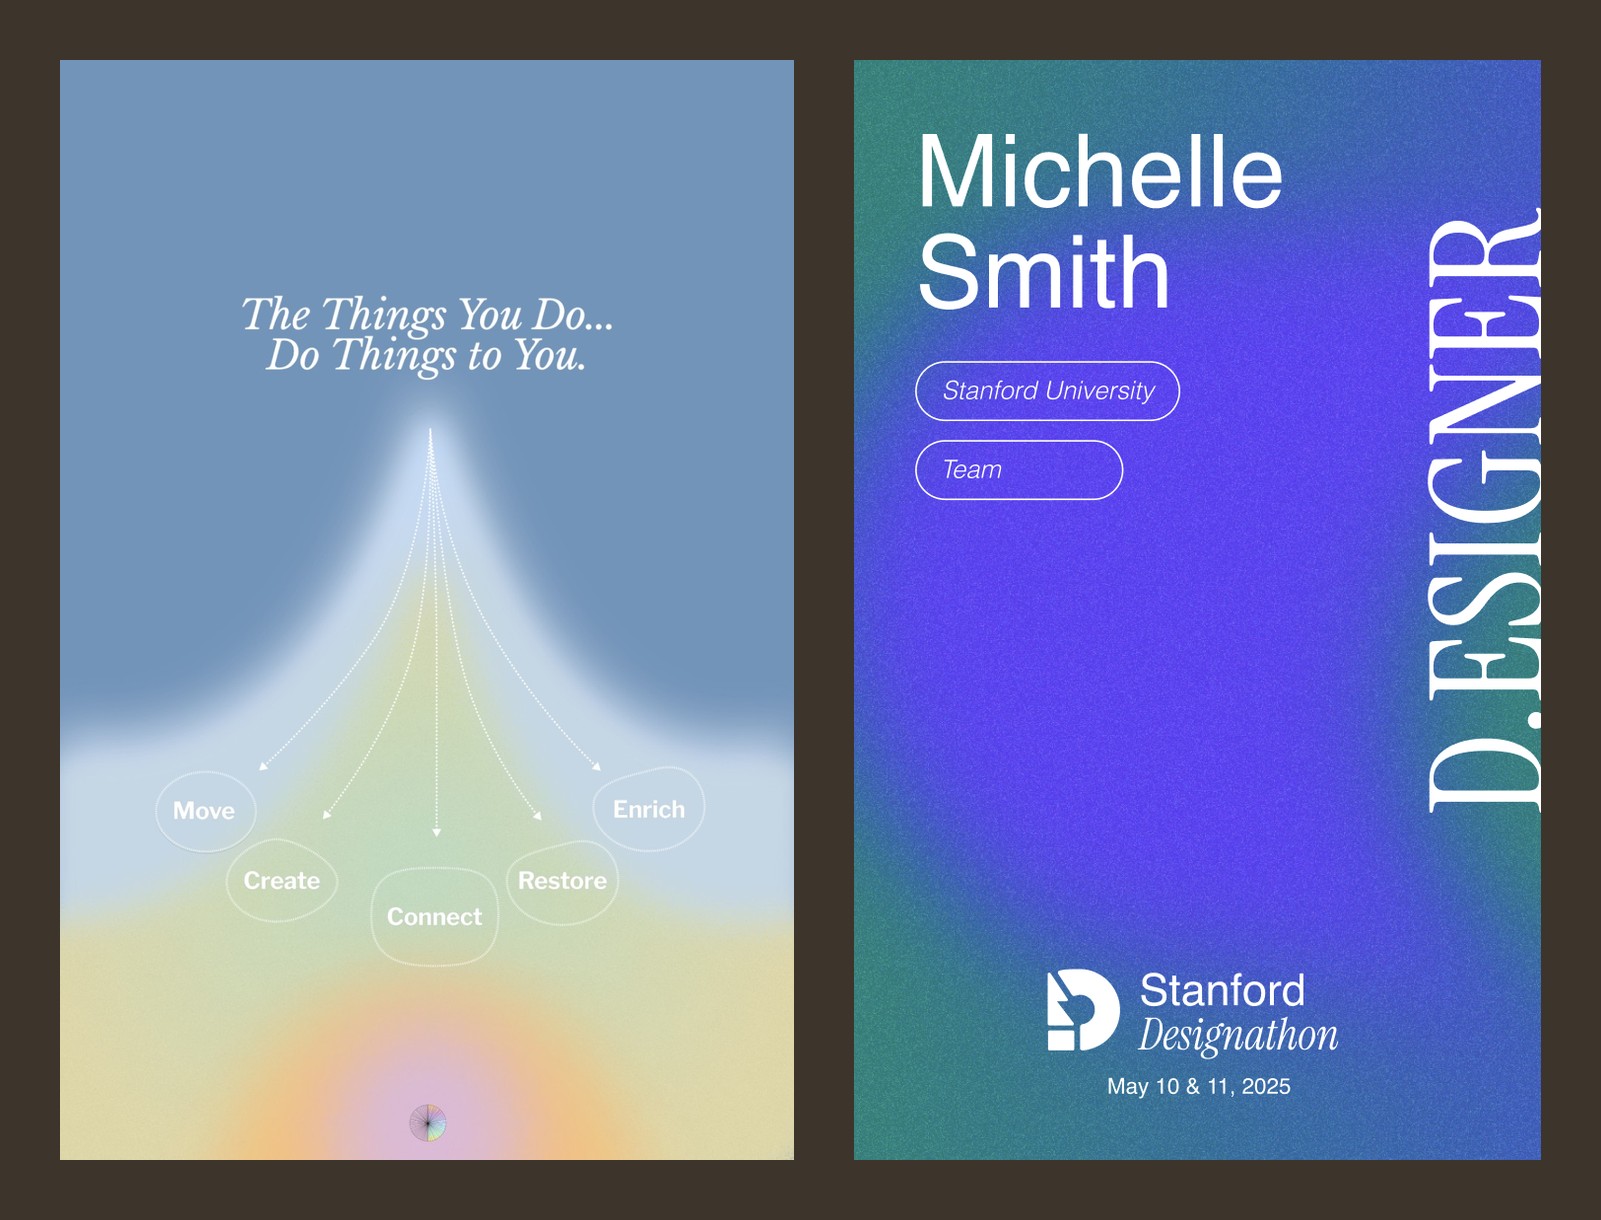 The Things You Do...
Do Things to You.
Move
Enrich
Create
Restore
Connect
Michelle
Smith
Stanford University
Team
D.ESIGNER
Stanford
Designathon
May 10 & 11, 2025